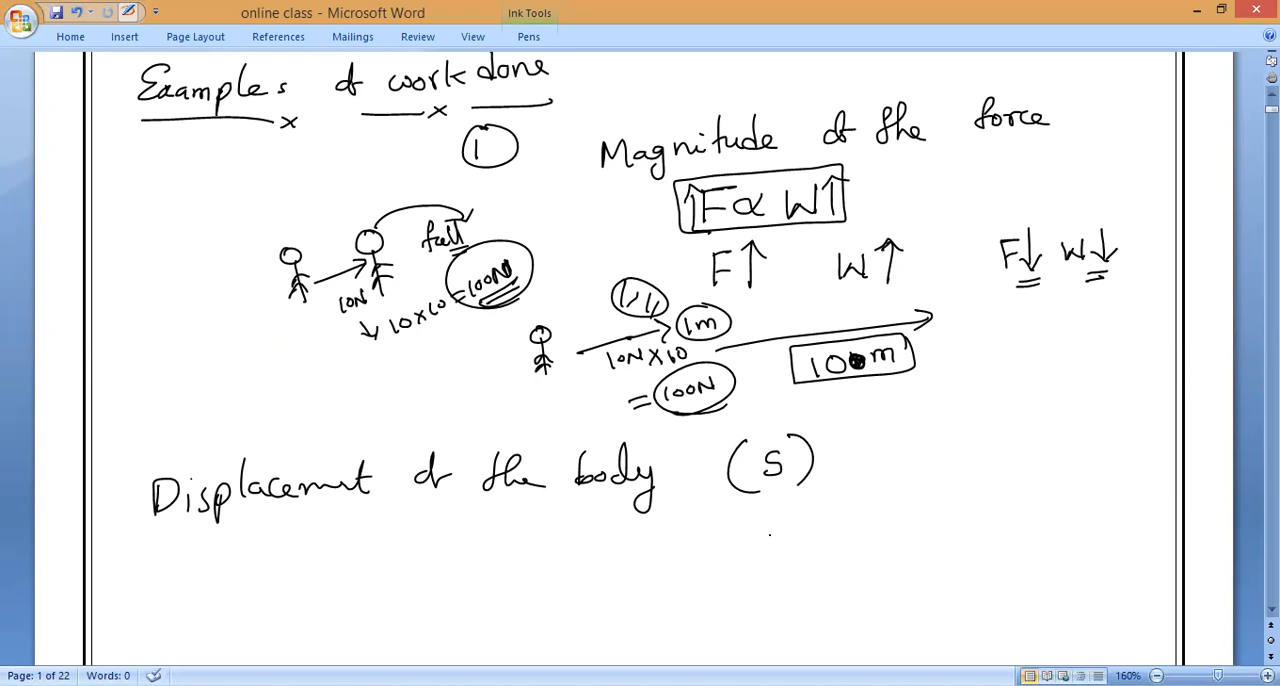 online class - Microsoft Word
Ink Tools
Home Insert Page Layout References Mailings Review View Pens
Examples of work done
1
Magnitude of the force
↑F∝ W↑
F↑ W↑ F↓ W↓
fall
10N
10×10 = 100N
1m
10N×10
= 100N
100m
Displacement of the body (S)
Page: 1 of 22 Words: 0 160%